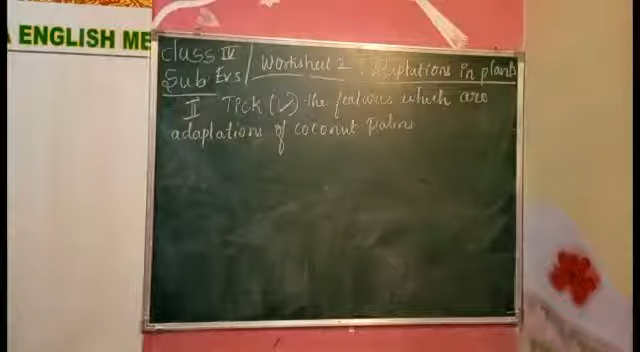 A ENGLISH ME
Class IV
Sub Evs
Worksheet 2. Adaptations in plants
II Tick (✓) the features which are
adaptations of coconut Palms